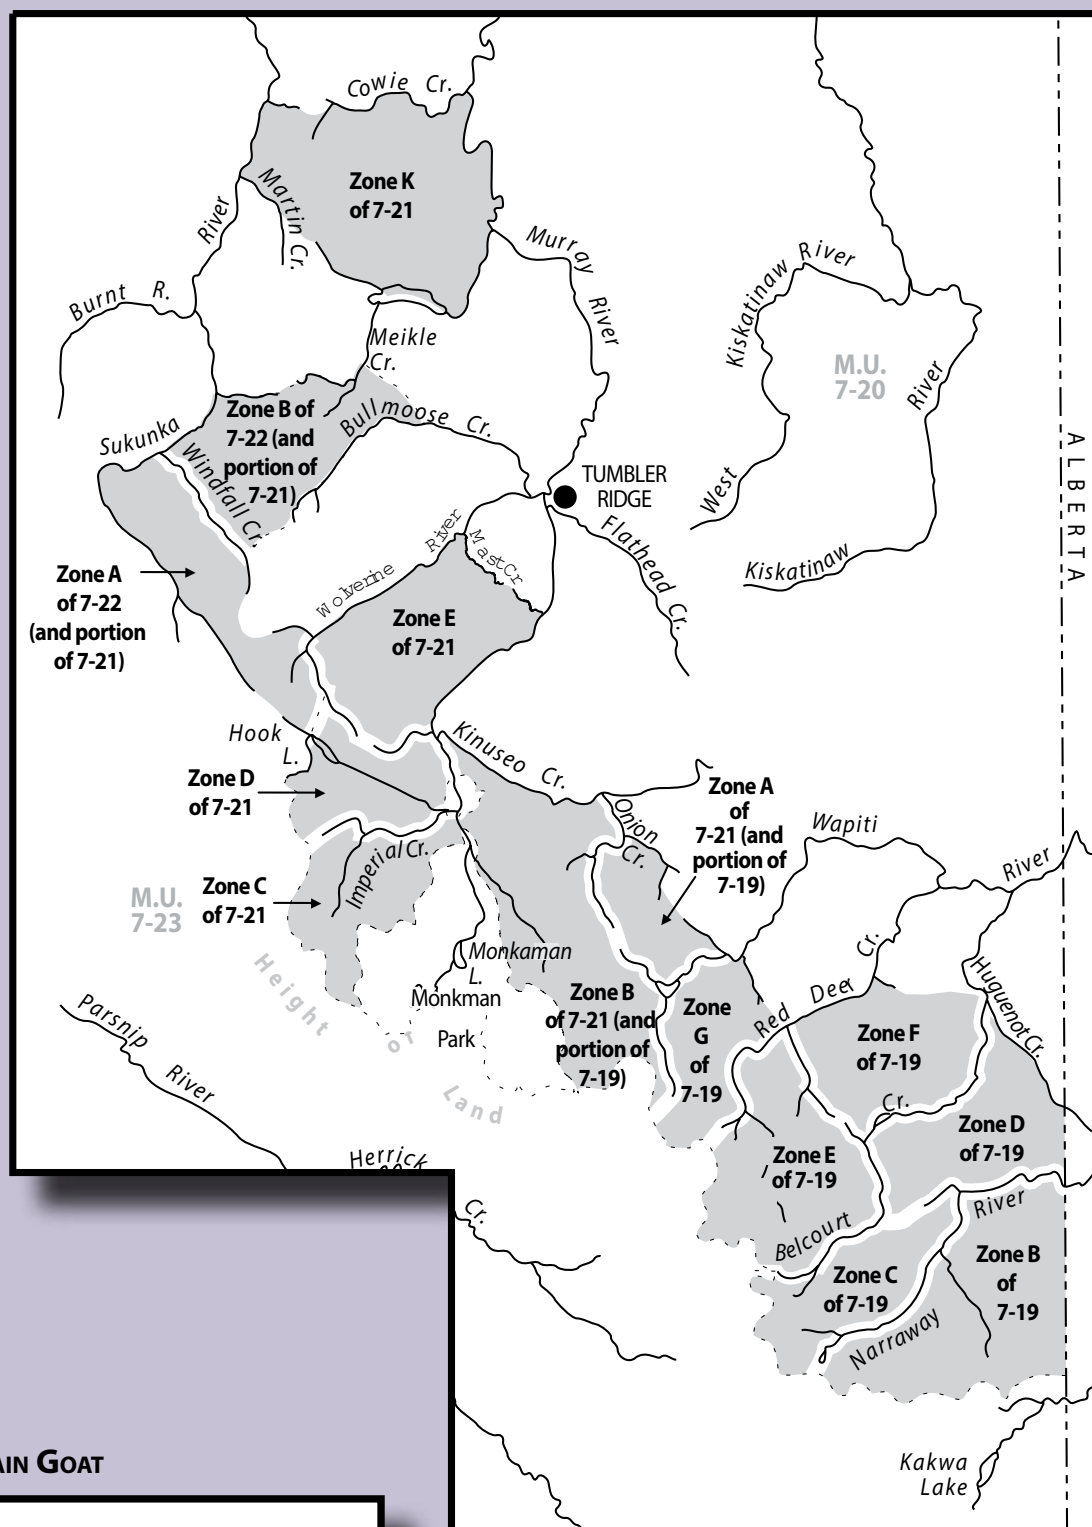 Cowie Cr.
Zone K
of 7-21
Martin Cr.
River
Burnt R.
Murray
River
Kiskatinaw River
M.U.
7-20
River
Meikle
Cr.
Zone B of
7-22 (and
portion of
7-21)
Bullmoose Cr.
Sukunka
Windfall Cr.
TUMBLER
RIDGE
West
Kiskatinaw
Flathead Cr.
ALBERTA
Wolverine River
Mast Cr
Zone A
of 7-22
(and portion
of 7-21)
Zone E
of 7-21
Hook
L.
Kinuseo Cr.
Zone D
of 7-21
Onion
Cr.
Zone A
of
7-21 (and
portion of
7-19)
Wapiti
River
Imperial Cr.
Zone C
of 7-21
M.U.
7-23
Height
or
Land
Monkaman
L.
Monkman
Park
Parsnip
River
Zone B
of 7-21 (and
portion of
7-19)
Zone
G
of
7-19
Red Deer Cr.
Huguenot Cr.
Zone F
of 7-19
Cr.
Zone D
of 7-19
Zone E
of 7-19
Herrick
Cr.
Belcourt
River
Zone C
of 7-19
Zone B
of
7-19
Narraway
Kakwa
Lake
AIN GOAT